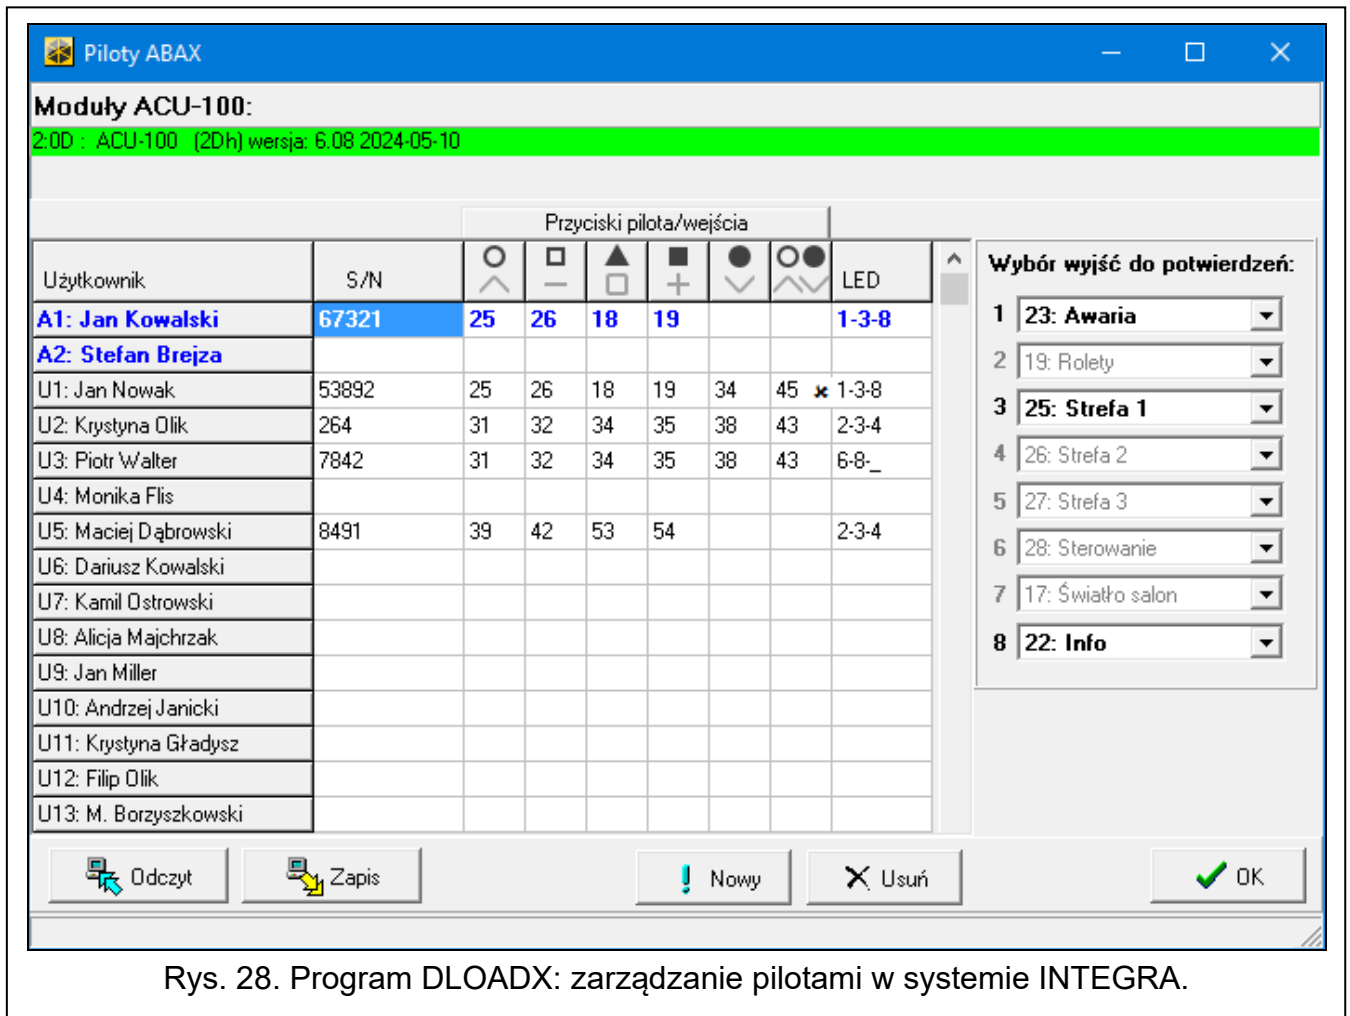 Piloty ABAX
Moduły ACU-100:
2:0D : ACU-100 (2Dh) wersja: 6.08 2024-05-10
Przyciski pilota/wejścia
Użytkownik S/N LED
A1: Jan Kowalski 67321 25 26 18 19 1-3-8
A2: Stefan Brejza
U1: Jan Nowak 53892 25 26 18 19 34 45 1-3-8
U2: Krystyna Olik 264 31 32 34 35 38 43 2-3-4
U3: Piotr Walter 7842 31 32 34 35 38 43 6-8-_
U4: Monika Flis
U5: Maciej Dąbrowski 8491 39 42 53 54 2-3-4
U6: Dariusz Kowalski
U7: Kamil Ostrowski
U8: Alicja Majchrzak
U9: Jan Miller
U10: Andrzej Janicki
U11: Krystyna Gładysz
U12: Filip Olik
U13: M. Borzyszkowski
Wybór wyjść do potwierdzeń:
1 23: Awaria
2 19: Rolety
3 25: Strefa 1
4 26: Strefa 2
5 27: Strefa 3
6 28: Sterowanie
7 17: Światło salon
8 22: Info
Odczyt Zapis Nowy Usuń OK
Rys. 28. Program DLOADX: zarządzanie pilotami w systemie INTEGRA.